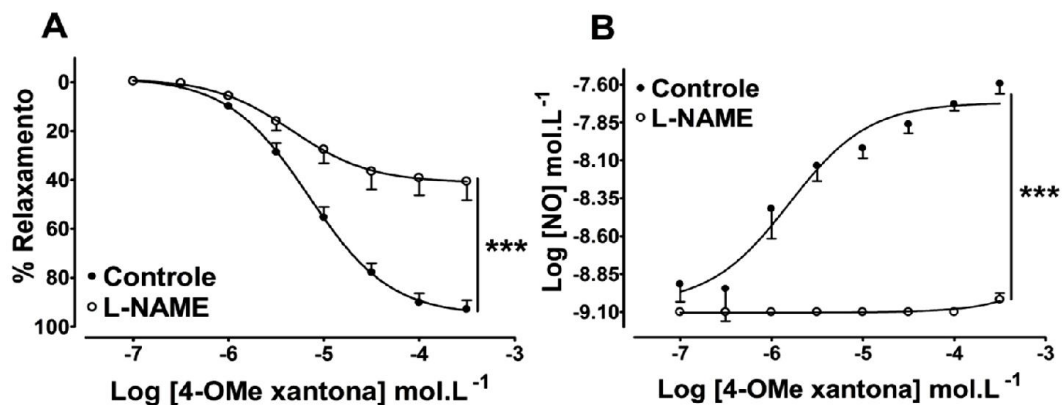 A
% Relaxamento
0
20
40
60
80
100
Controle
L-NAME
***
-7
-6
-5
-4
-3
Log [4-OMe xantona] mol.L-1
B
Log [NO] mol.L-1
-7.60
-7.85
-8.10
-8.35
-8.60
-8.85
-9.10
Controle
L-NAME
***
-7
-6
-5
-4
-3
Log [4-OMe xantona] mol.L-1